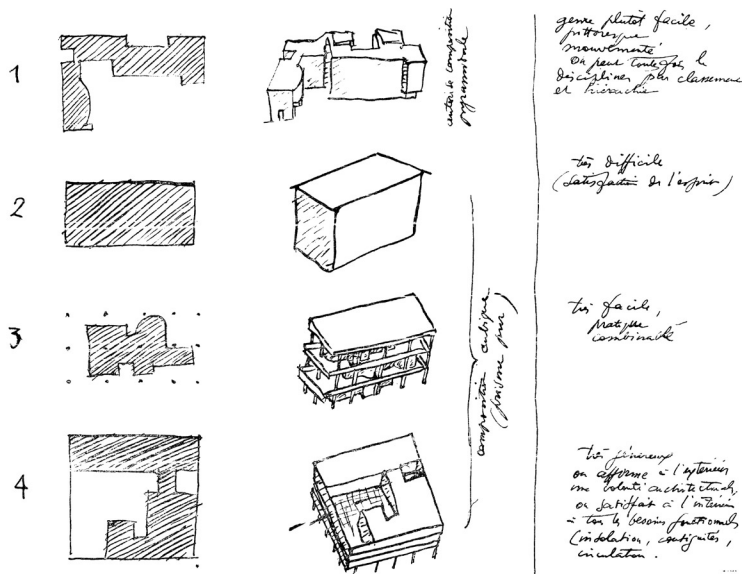 1
cubique composition
pyramidale
genre plutôt facile,
pittoresque
mouvementé
On peut toutefois le
discipliner par classement
et hiérarchie
2
très difficile
(satisfaction de l'esprit)
3
composition cubique
(prisme pur)
très facile,
pratique
combinable
4
très généreux
on affirme à l'extérieur
une volonté architecturale,
on satisfait à l'intérieur
à tous les besoins fonctionnels
(insolation, contiguités,
circulation.